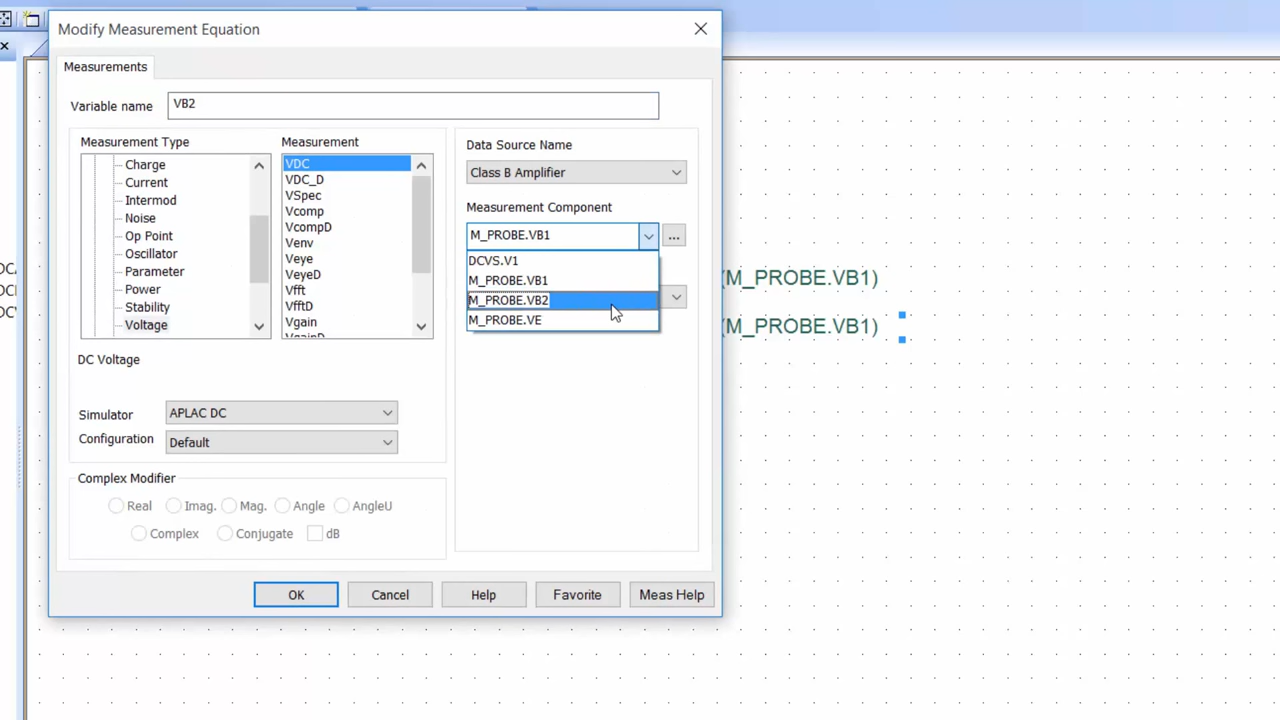 Modify Measurement Equation
Measurements
Variable name
VB2
Measurement Type
Charge
Current
Intermod
Noise
Op Point
Oscillator
Parameter
Power
Stability
Voltage
Measurement
VDC
VDC_D
VSpec
Vcomp
VcompD
Venv
Veye
VeyeD
Vfft
VfftD
Vgain
VgainD
DC Voltage
Simulator
APLAC DC
Configuration
Default
Complex Modifier
Real
Imag.
Mag.
Angle
AngleU
Complex
Conjugate
dB
Data Source Name
Class B Amplifier
Measurement Component
M_PROBE.VB1
...
DCVS.V1
M_PROBE.VB1
M_PROBE.VB2
M_PROBE.VE
OK
Cancel
Help
Favorite
Meas Help
(M_PROBE.VB1)
(M_PROBE.VB1)